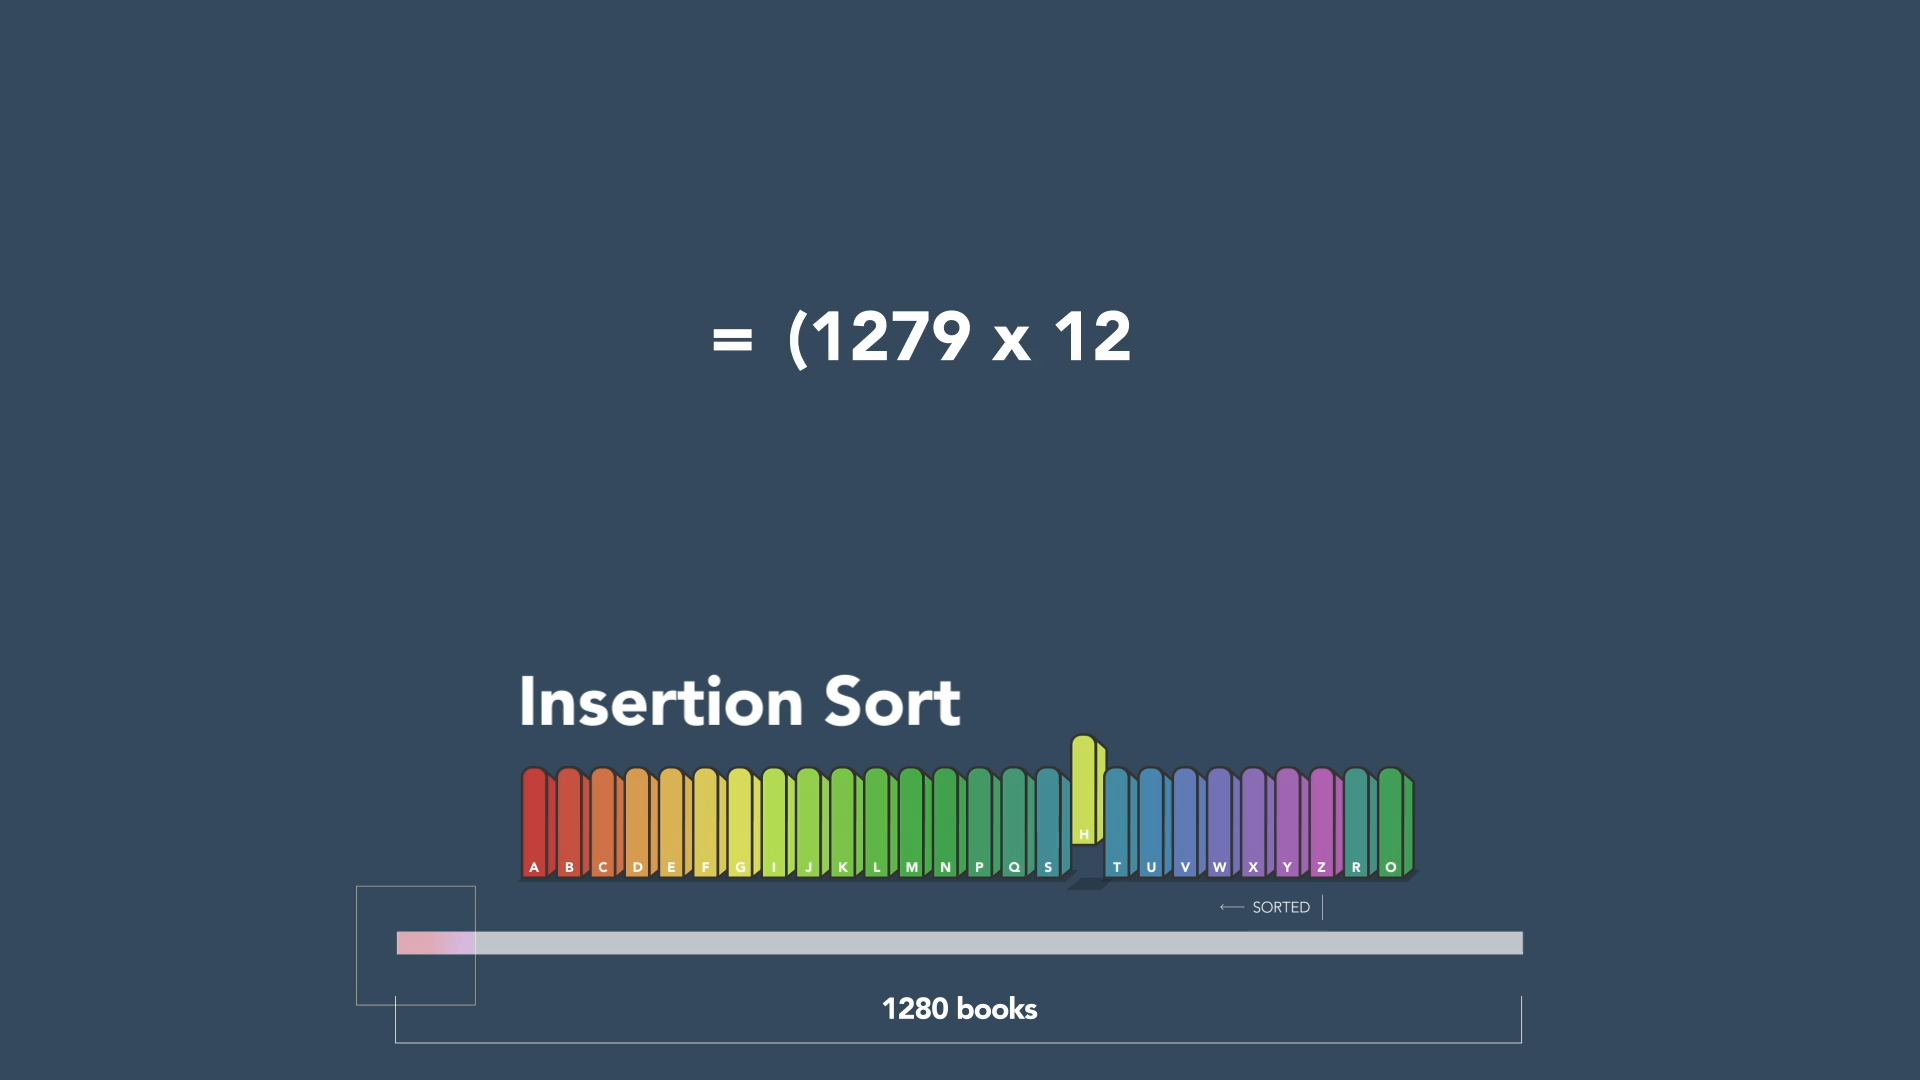 = (1279 x 12
Insertion Sort
H
A B C D E F G I J K L M N P Q S T U V W X Y Z R O
← SORTED
1280 books